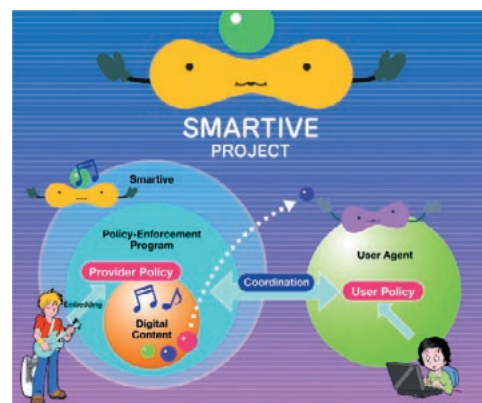 SMARTIVE
PROJECT
Smartive
Policy-Enforcement
Program
Provider Policy
Embedding
Digital
Content
Coordination
User Agent
User Policy